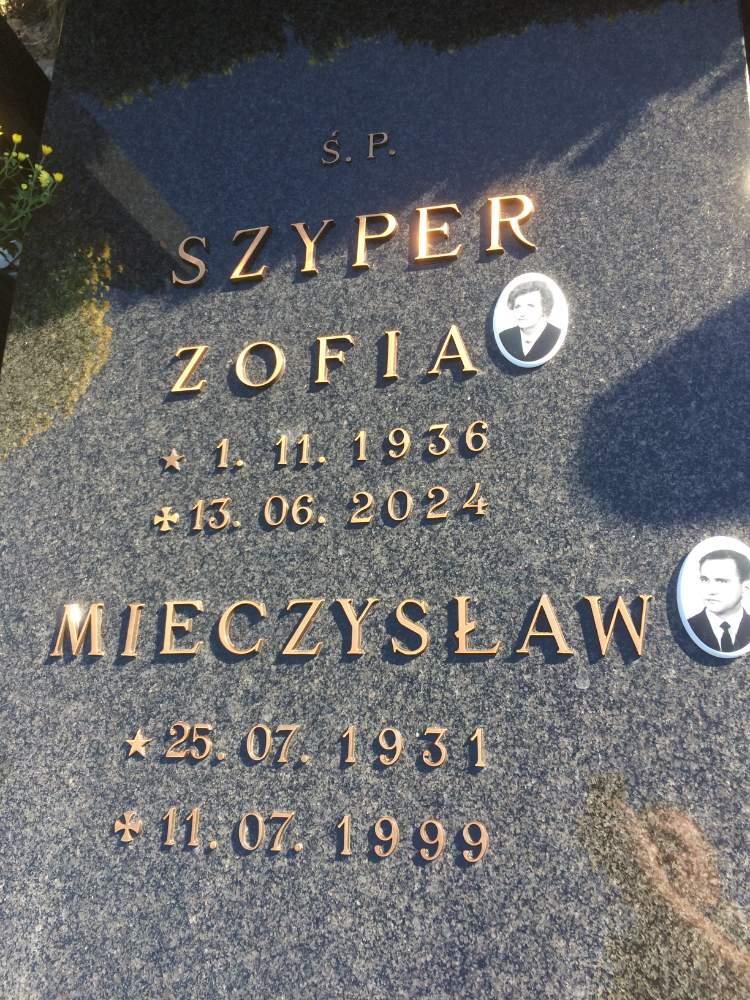 Ś. P.
SZYPER
ZOFIA
★ 1. 11. 1936
✠ 13. 06. 2024
MIECZYSŁAW
★ 25. 07. 1931
✠ 11. 07. 1999